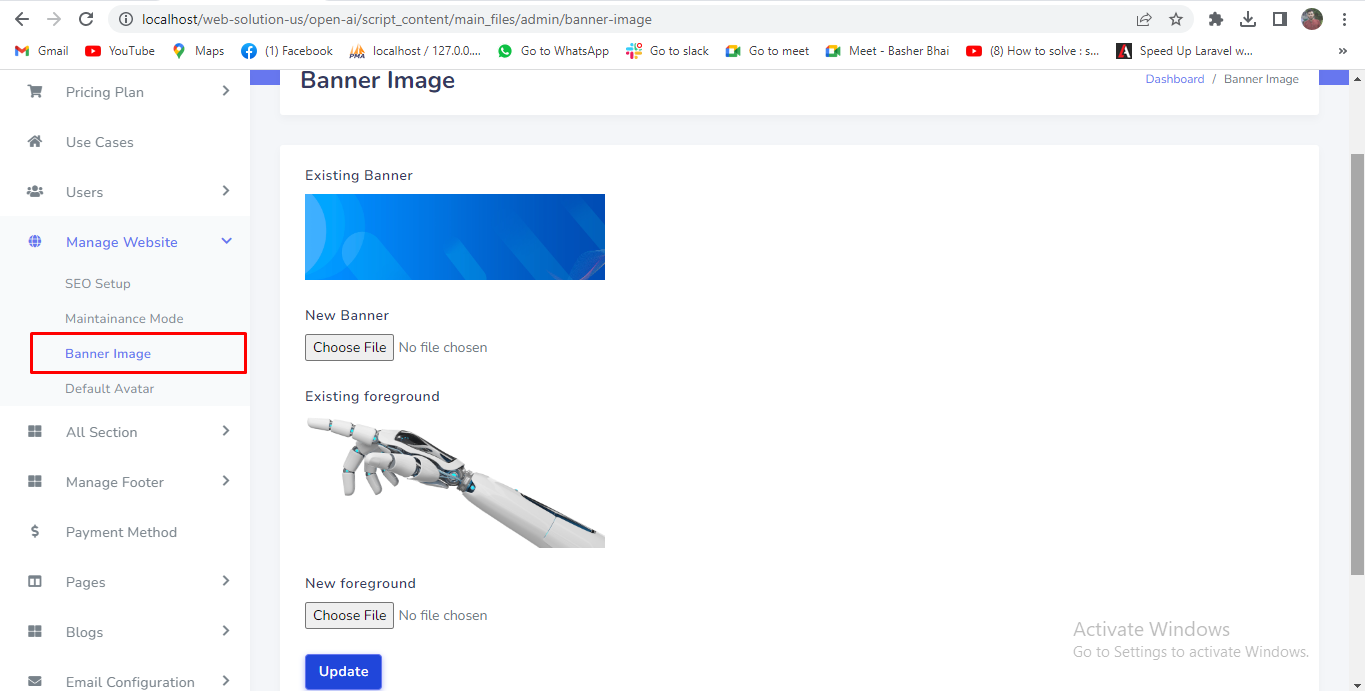 localhost/web-solution-us/open-ai/script_content/main_files/admin/banner-image
Gmail
YouTube
Maps
(1) Facebook
localhost / 127.0.0....
Go to WhatsApp
Go to slack
Go to meet
Meet - Basher Bhai
(8) How to solve : s...
Speed Up Laravel w...
»
Pricing Plan
Use Cases
Users
Manage Website
SEO Setup
Maintainance Mode
Banner Image
Default Avatar
All Section
Manage Footer
Payment Method
Pages
Blogs
Email Configuration
Banner Image
Dashboard / Banner Image
Existing Banner
New Banner
Choose File No file chosen
Existing foreground
New foreground
Choose File No file chosen
Update
Activate Windows
Go to Settings to activate Windows.